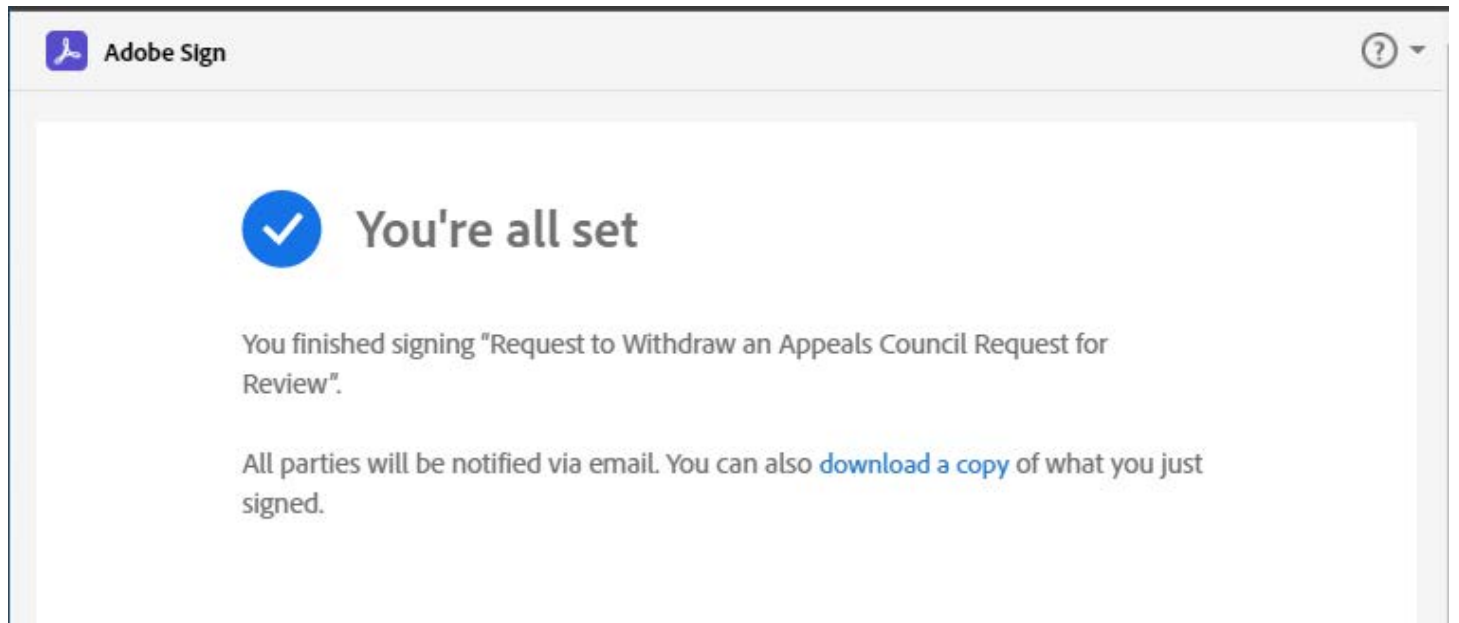 Adobe Sign
?
You're all set
You finished signing "Request to Withdraw an Appeals Council Request for
Review".
All parties will be notified via email. You can also download a copy of what you just
signed.